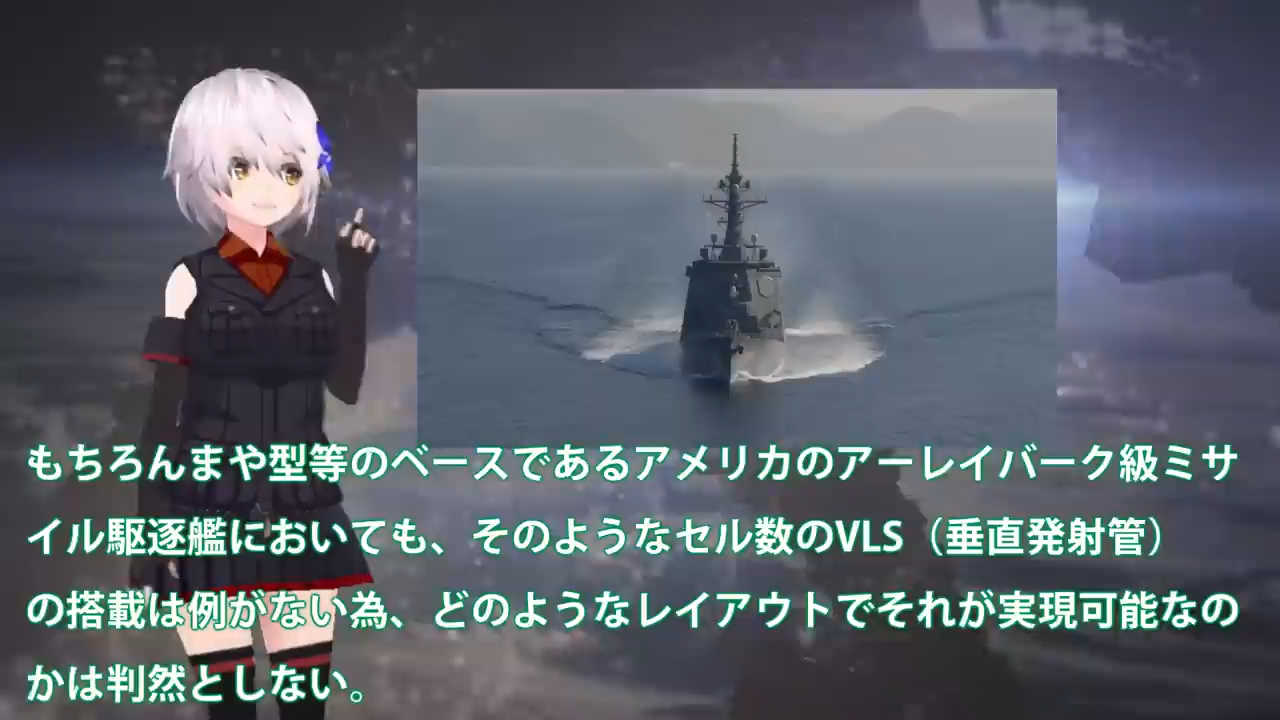 もちろんまや型等のベースであるアメリカのアーレイバーク級ミサ
イル駆逐艦においても、そのようなセル数のVLS（垂直発射管）
の搭載は例がない為、どのようなレイアウトでそれが実現可能なの
かは判然としない。